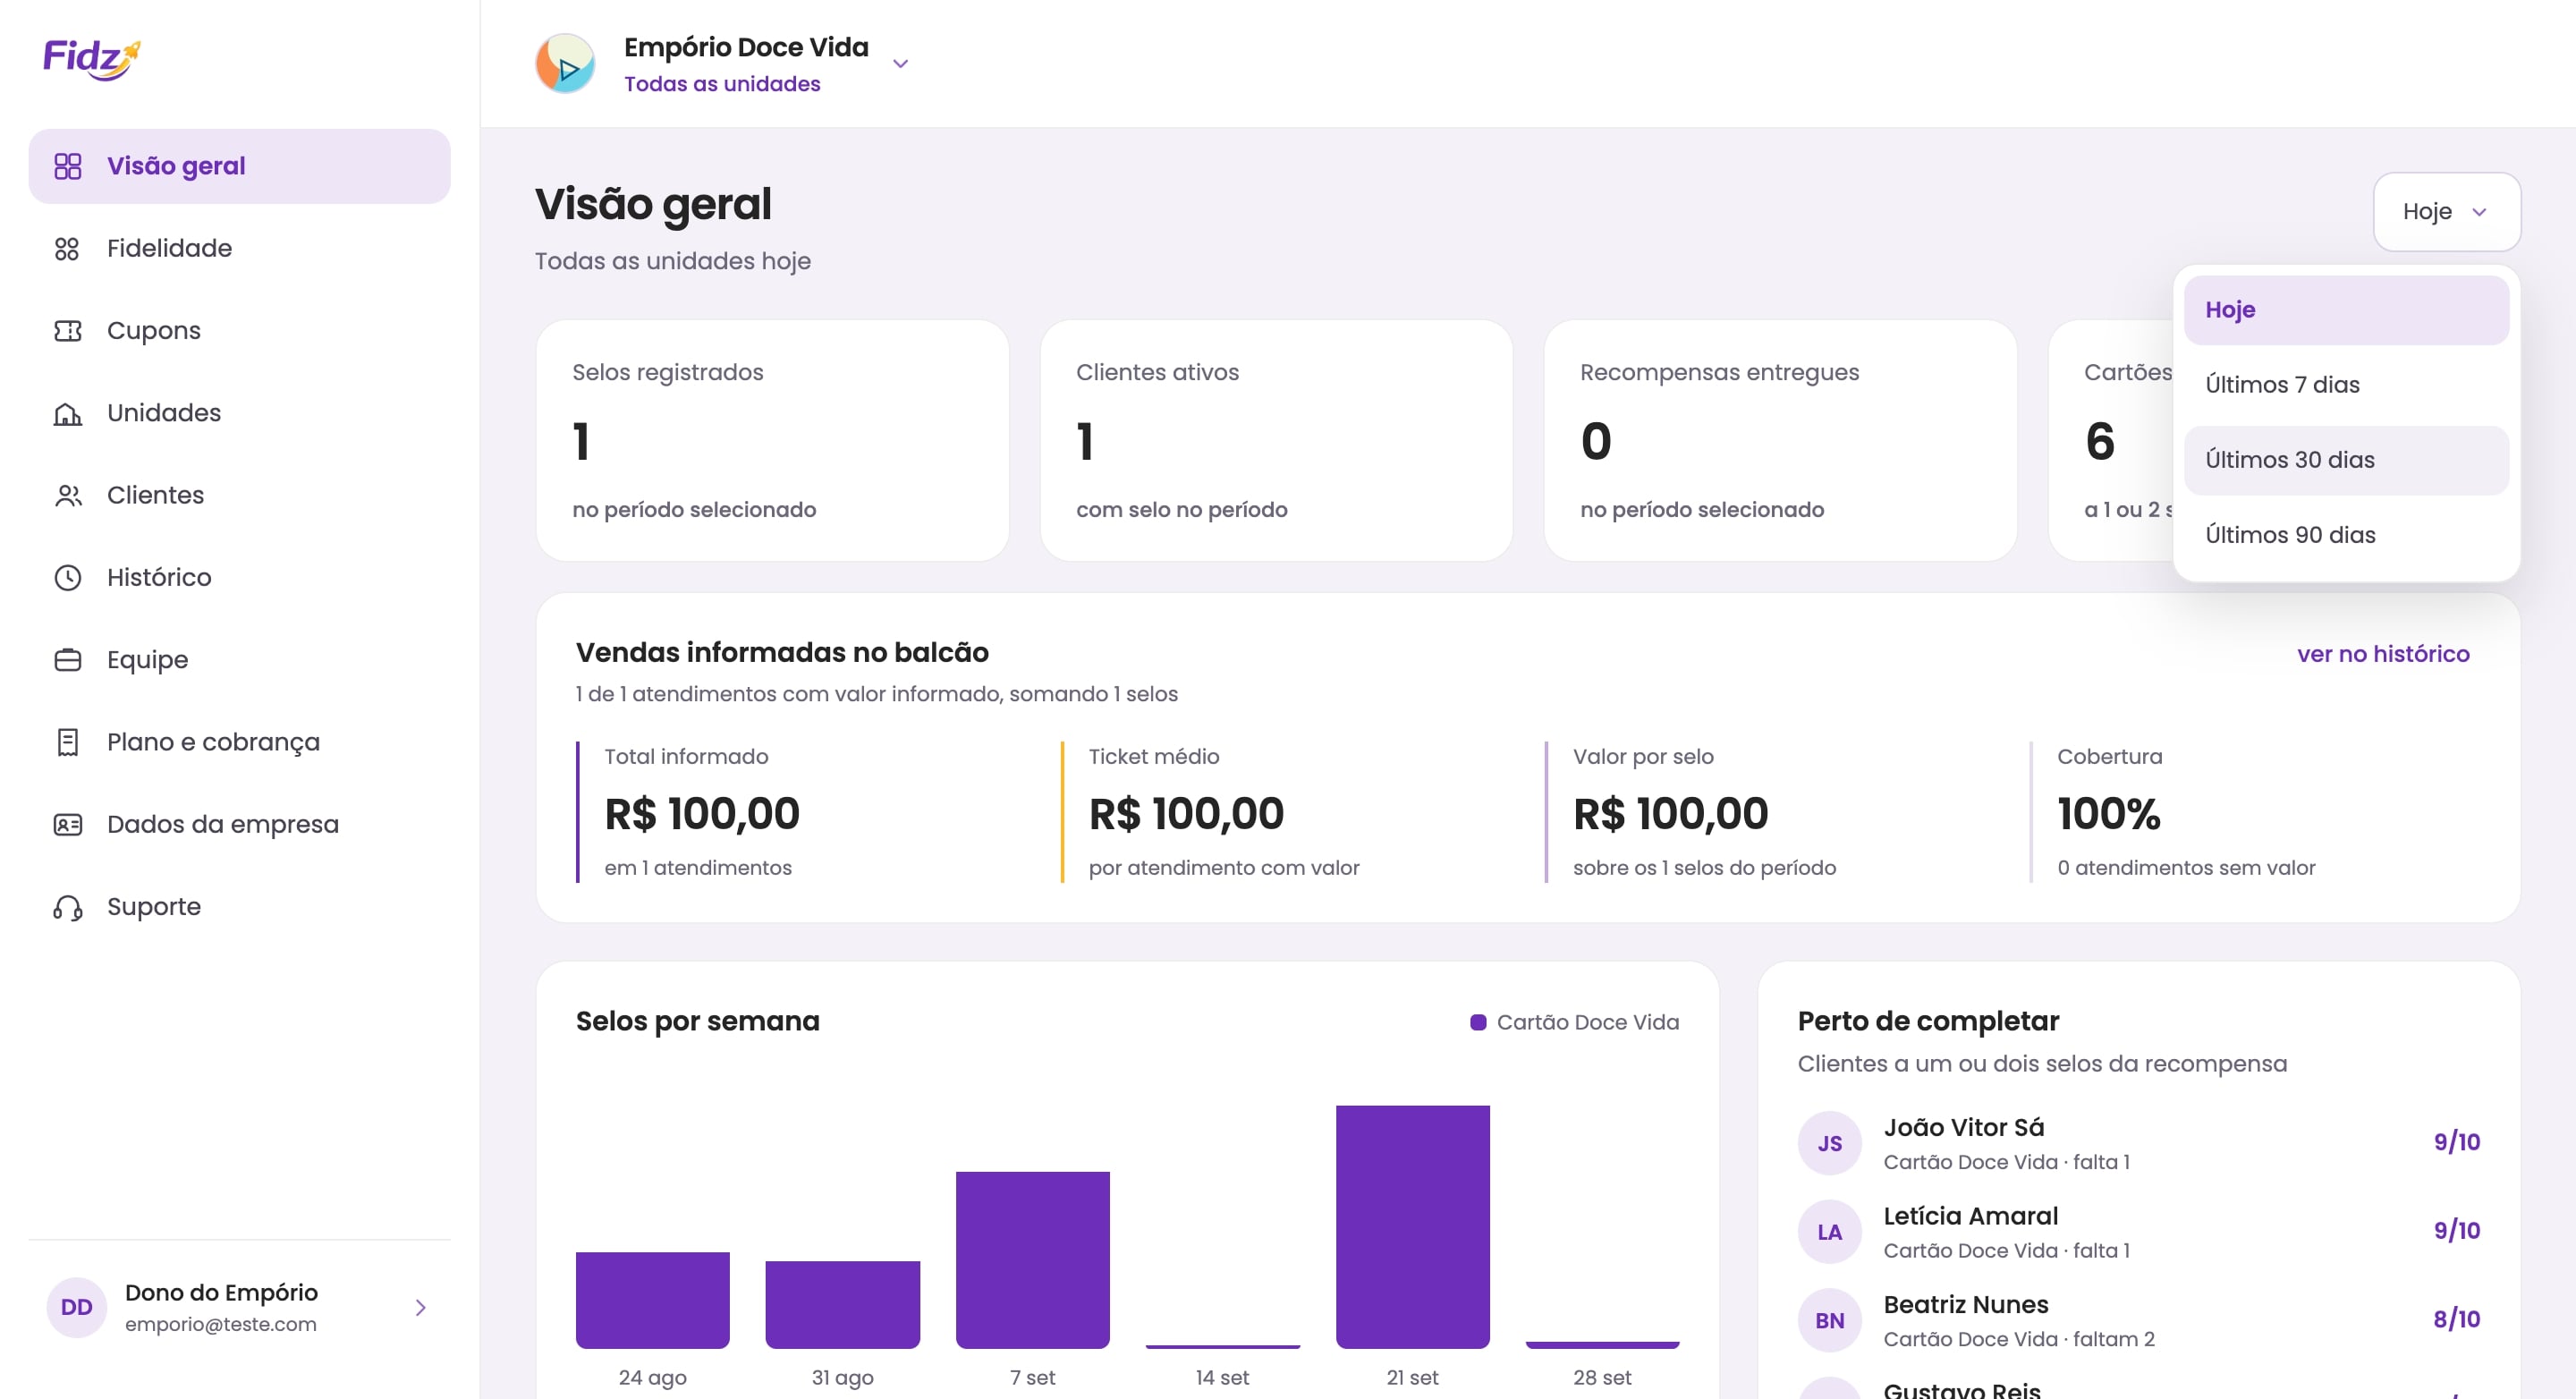 Fidz
Empório Doce Vida
Todas as unidades
Visão geral
Fidelidade
Cupons
Unidades
Clientes
Histórico
Equipe
Plano e cobrança
Dados da empresa
Suporte
DD
Dono do Empório
emporio@teste.com
Visão geral
Todas as unidades hoje
Hoje
Hoje
Últimos 7 dias
Últimos 30 dias
Últimos 90 dias
Selos registrados
1
no período selecionado
Clientes ativos
1
com selo no período
Recompensas entregues
0
no período selecionado
Cartões
6
a 1 ou 2
Vendas informadas no balcão
ver no histórico
1 de 1 atendimentos com valor informado, somando 1 selos
Total informado
R$ 100,00
em 1 atendimentos
Ticket médio
R$ 100,00
por atendimento com valor
Valor por selo
R$ 100,00
sobre os 1 selos do período
Cobertura
100%
0 atendimentos sem valor
Selos por semana
Cartão Doce Vida
24 ago
31 ago
7 set
14 set
21 set
28 set
Perto de completar
Clientes a um ou dois selos da recompensa
JS
João Vitor Sá
Cartão Doce Vida · falta 1
9/10
LA
Letícia Amaral
Cartão Doce Vida · falta 1
9/10
BN
Beatriz Nunes
Cartão Doce Vida · faltam 2
8/10
Gustavo Reis